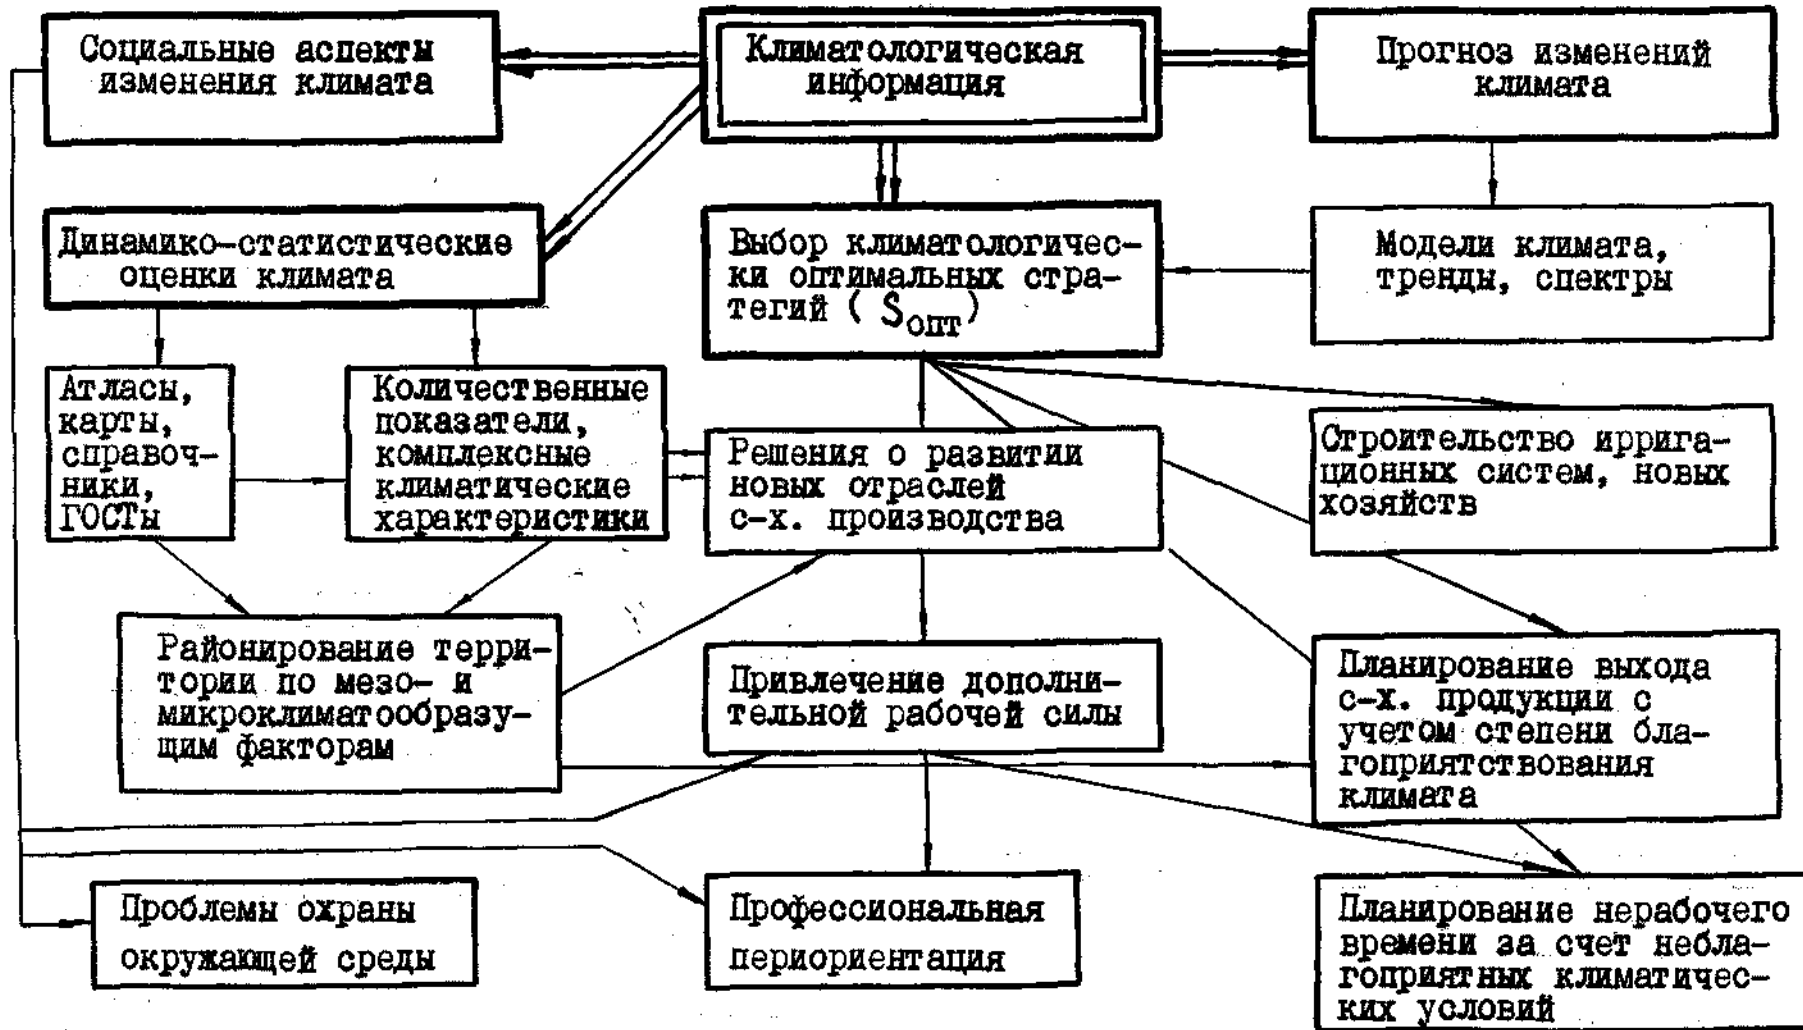 Социальные аспекты
изменения климата
Климатологическая
информация
Прогноз изменений
климата
Динамико-статистические
оценки климата
Выбор климатологичес-
ки оптимальных стра-
тегий (Sопт)
Модели климата,
тренды, спектры
Атласы,
карты,
справоч-
ники,
ГОСТы
Количественные
показатели,
комплексные
климатические
характеристики
Решения о развитии
новых отраслей
с-х. производства
Строительство иррига-
ционных систем, новых
хозяйств
Районирование терри-
тории по мезо- и
микроклиматообразу-
щим факторам
Привлечение дополни-
тельной рабочей силы
Планирование выхода
с-х. продукции с
учетом степени бла-
гоприятствования
климата
Проблемы охраны
окружающей среды
Профессиональная
периориентация
Планирование нерабочего
времени за счет небла-
гоприятных климатичес-
ких условий